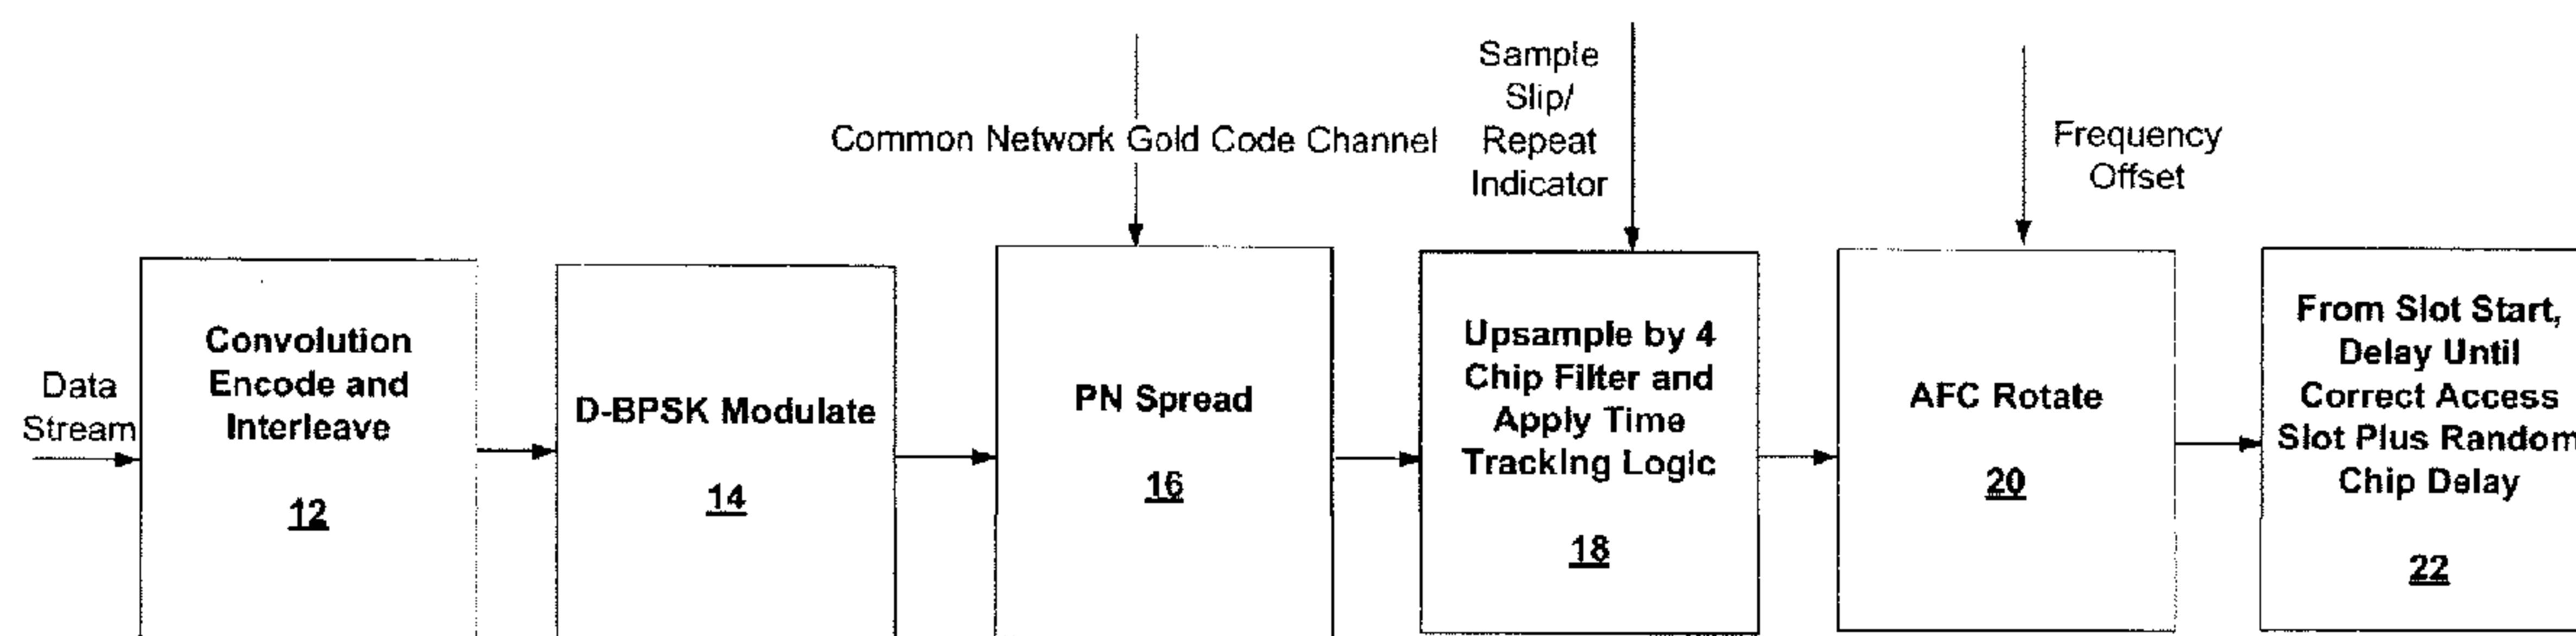 Common Network Gold Code Channel
Sample
Slip/
Repeat
Indicator
Frequency
Offset
Data
Stream
Convolution
Encode and
Interleave
12
D-BPSK Modulate
14
PN Spread
16
Upsample by 4
Chip Filter and
Apply Time
Tracking Logic
18
AFC Rotate
20
From Slot Start,
Delay Until
Correct Access
Slot Plus Random
Chip Delay
22